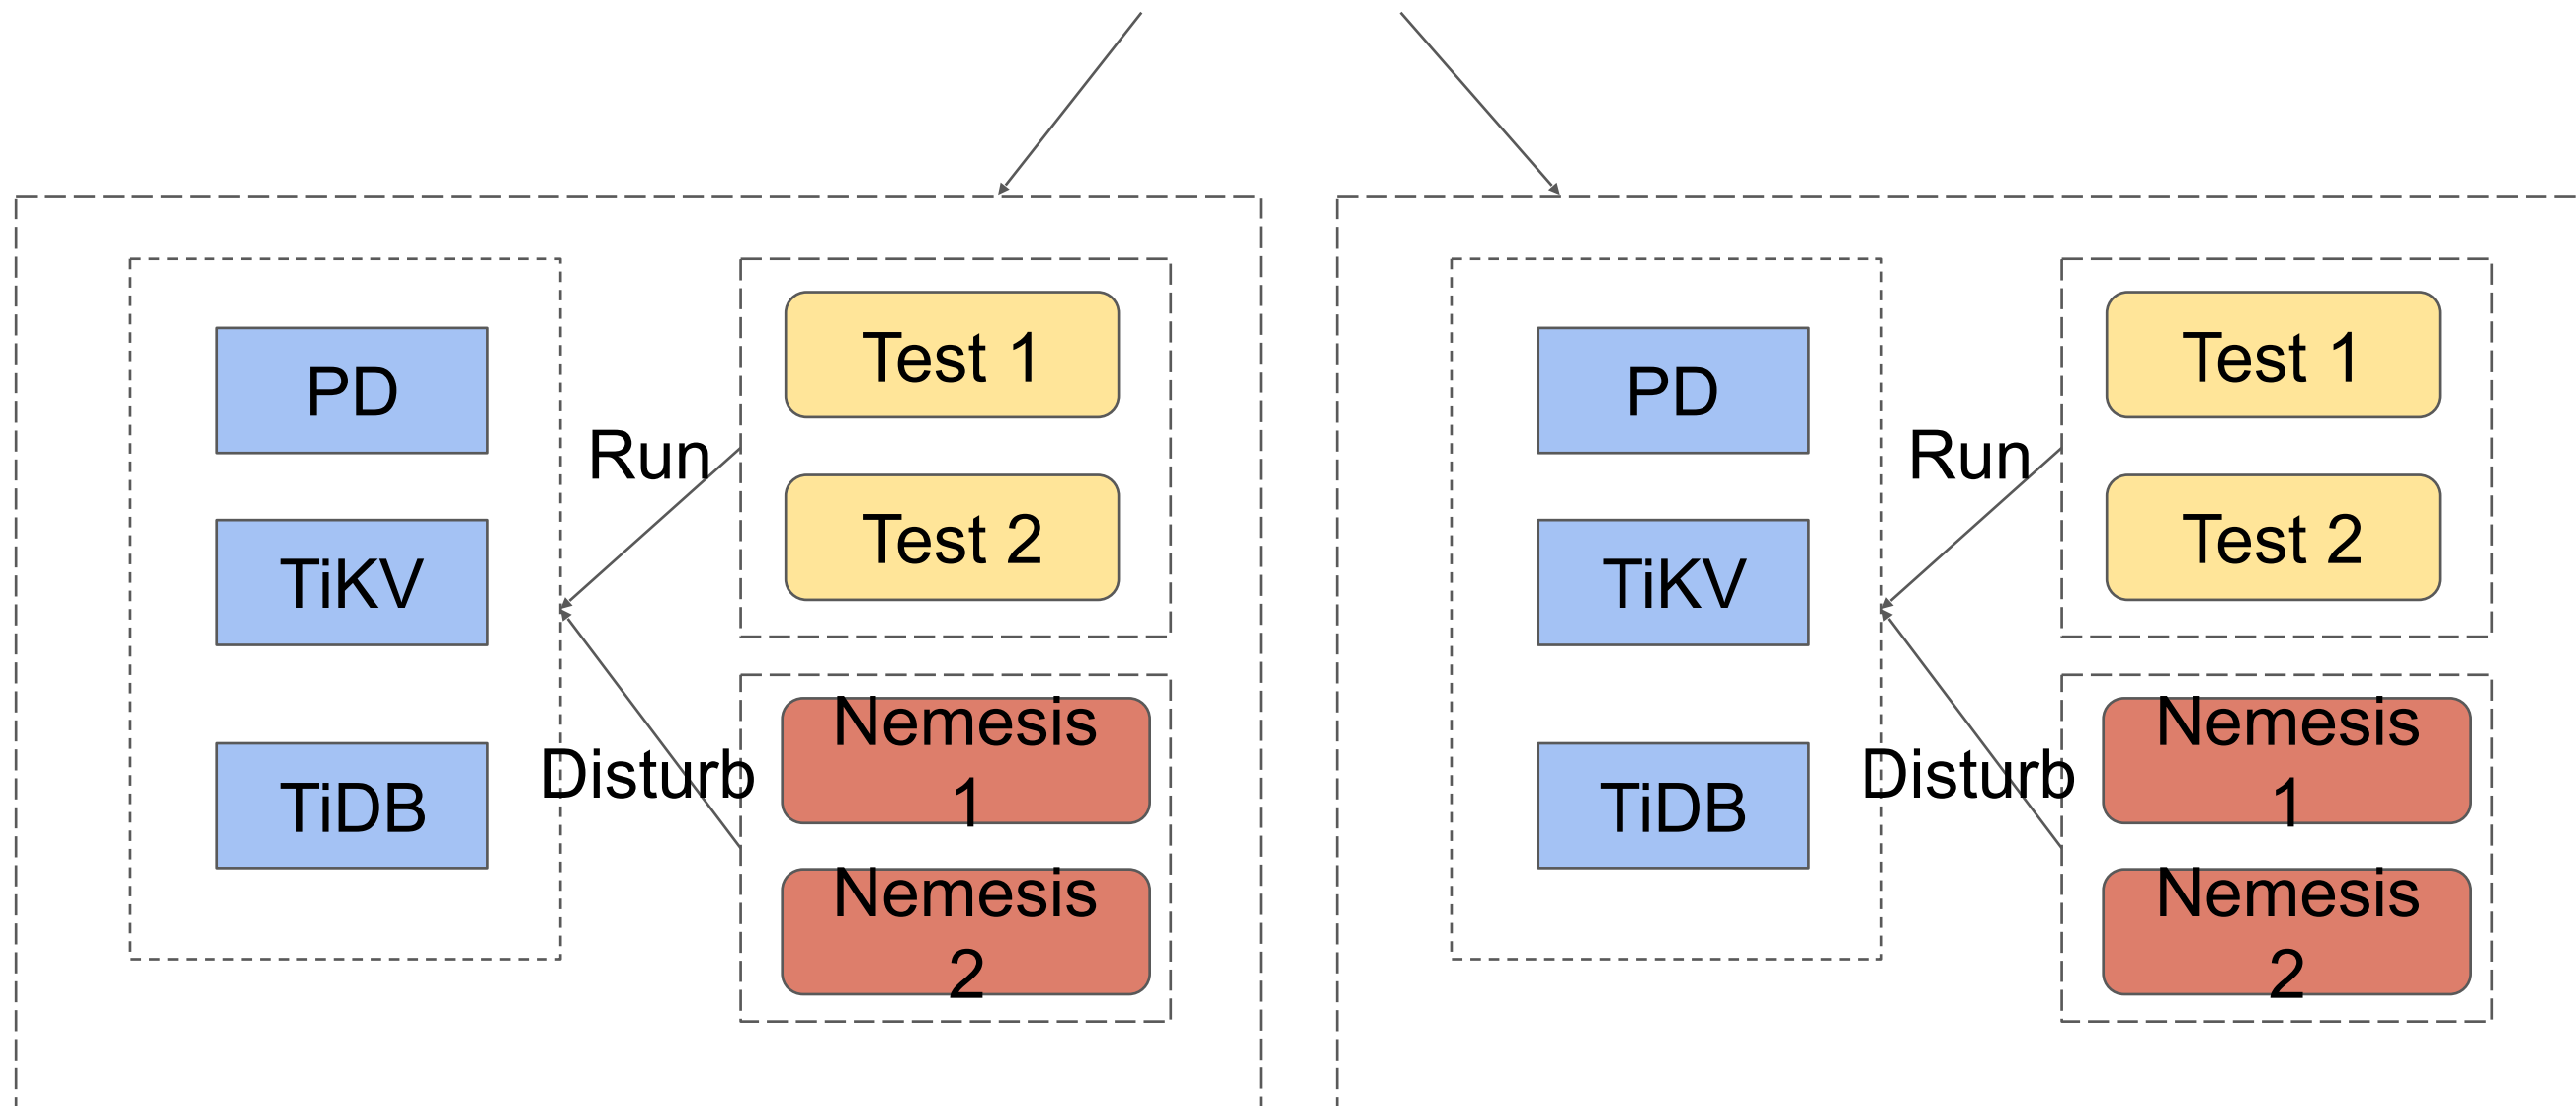 PD
TiKV
TiDB
Run
Disturb
Test 1
Test 2
Nemesis
1
Nemesis
2
PD
TiKV
TiDB
Run
Disturb
Test 1
Test 2
Nemesis
1
Nemesis
2